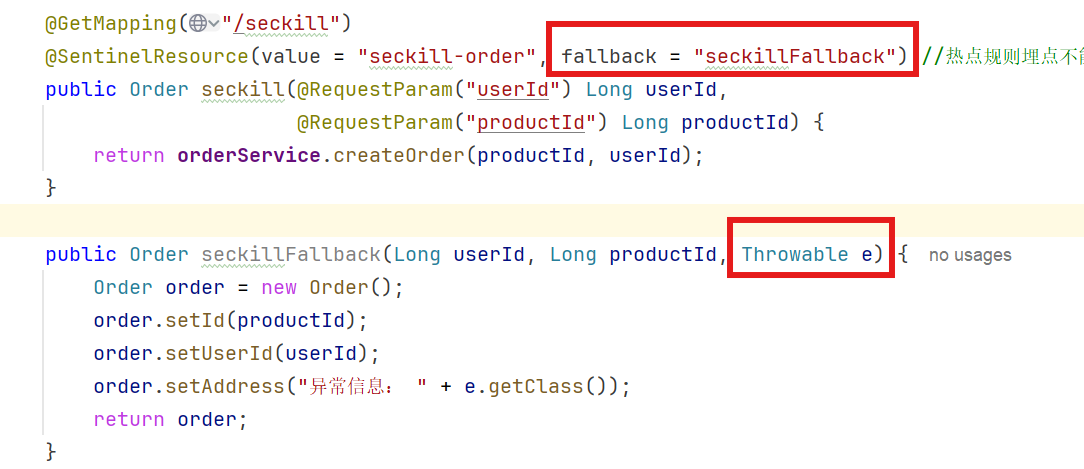 @GetMapping("/seckill")
@SentinelResource(value = "seckill-order", fallback = "seckillFallback") //热点规则埋点不
public Order seckill(@RequestParam("userId") Long userId,
@RequestParam("productId") Long productId) {
return orderService.createOrder(productId, userId);
}
public Order seckillFallback(Long userId, Long productId, Throwable e) { no usages
Order order = new Order();
order.setId(productId);
order.setUserId(userId);
order.setAddress("异常信息： " + e.getClass());
return order;
}